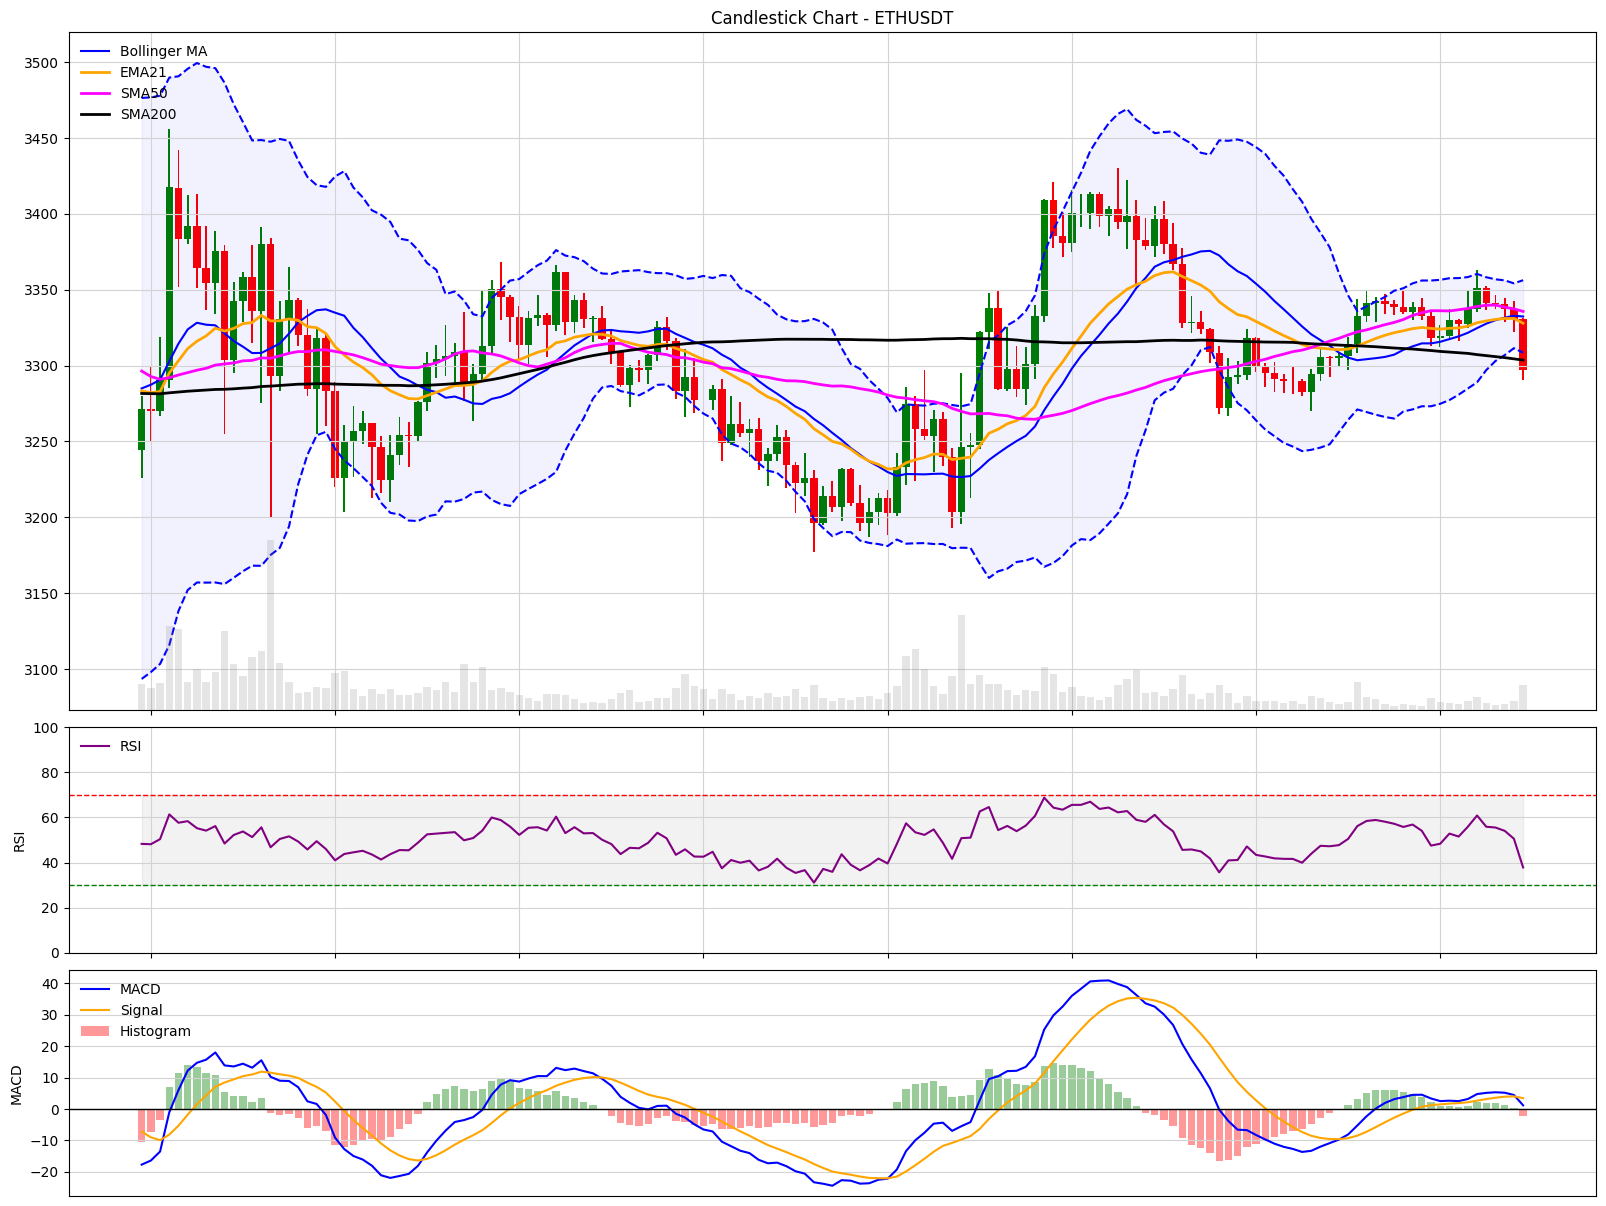 Candlestick Chart - ETHUSDT
Bollinger MA
EMA21
SMA50
SMA200
3500
3450
3400
3350
3300
3250
3200
3150
3100
RSI
RSI
100
80
60
40
20
0
MACD
Signal
Histogram
MACD
40
30
20
10
0
−10
−20